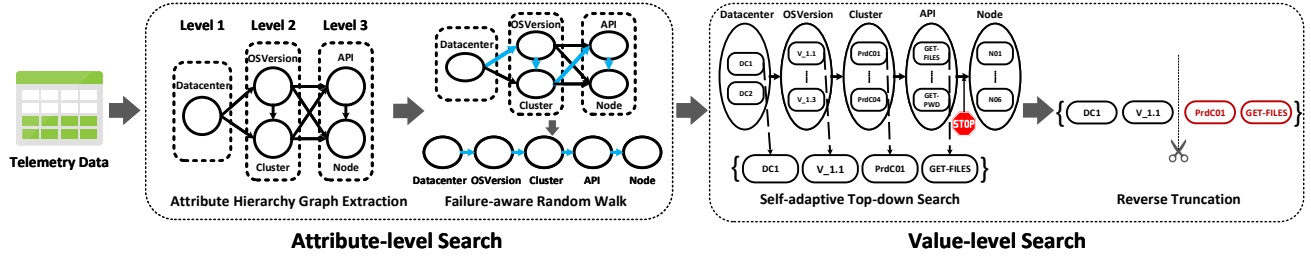 Telemetry Data
Level 1
Level 2
Level 3
Datacenter
OSVersion
API
Cluster
Node
Attribute Hierarchy Graph Extraction
Datacenter
OSVersion
API
Cluster
Node
Datacenter
OSVersion
Cluster
API
Node
Failure-aware Random Walk
Attribute-level Search
Datacenter
OSVersion
Cluster
API
Node
DC1
DC2
V_1.1
V_1.3
PrdC01
PrdC04
GET-
FILES
GET-
PWD
N01
N06
STOP
{ DC1 V_1.1 PrdC01 GET-FILES }
Self-adaptive Top-down Search
{ DC1 V_1.1 PrdC01 GET-FILES }
Reverse Truncation
Value-level Search